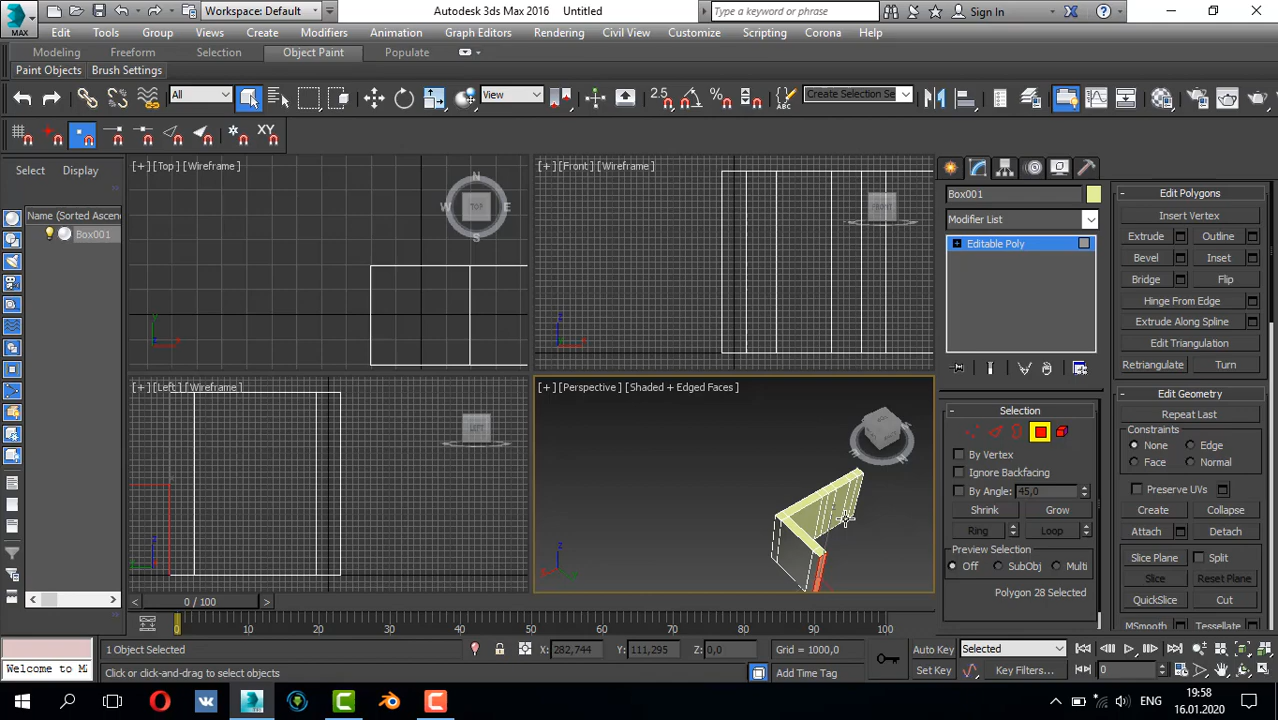 Workspace: Default
Autodesk 3ds Max 2016 Untitled
Type a keyword or phrase
Sign In
MAX
Edit Tools Group Views Create Modifiers Animation Graph Editors Rendering Civil View Customize Scripting Corona Help
Modeling Freeform Selection Object Paint Populate
Paint Objects Brush Settings
All
View
2.5
Create Selection Se
XY
Select Display
Name (Sorted Ascen
Box001
[+] [Top] [Wireframe]
N
W TOP E
S
[+] [Front] [Wireframe]
FRONT
[+] [Left] [Wireframe]
LEFT
[+] [Perspective] [Shaded + Edged Faces]
Box001
Modifier List
Editable Poly
Selection
By Vertex
Ignore Backfacing
By Angle: 45,0
Shrink Grow
Ring Loop
Preview Selection
Off SubObj Multi
Polygon 28 Selected
Edit Polygons
Insert Vertex
Extrude Outline
Bevel Inset
Bridge Flip
Hinge From Edge
Extrude Along Spline
Edit Triangulation
Retriangulate Turn
Edit Geometry
Repeat Last
Constraints
None Edge
Face Normal
Preserve UVs
Create Collapse
Attach Detach
Slice Plane Split
Slice Reset Plane
QuickSlice Cut
MSmooth Tessellate
0 / 100
0 10 20 30 40 50 60 70 80 90 100
1 Object Selected
X: 282,744 Y: 111,295 Z: 0,0 Grid = 1000,0
Auto Key Selected
Welcome to M
Click or click-and-drag to select objects
Add Time Tag
Set Key Key Filters...
0
ENG
19:58
16.01.2020